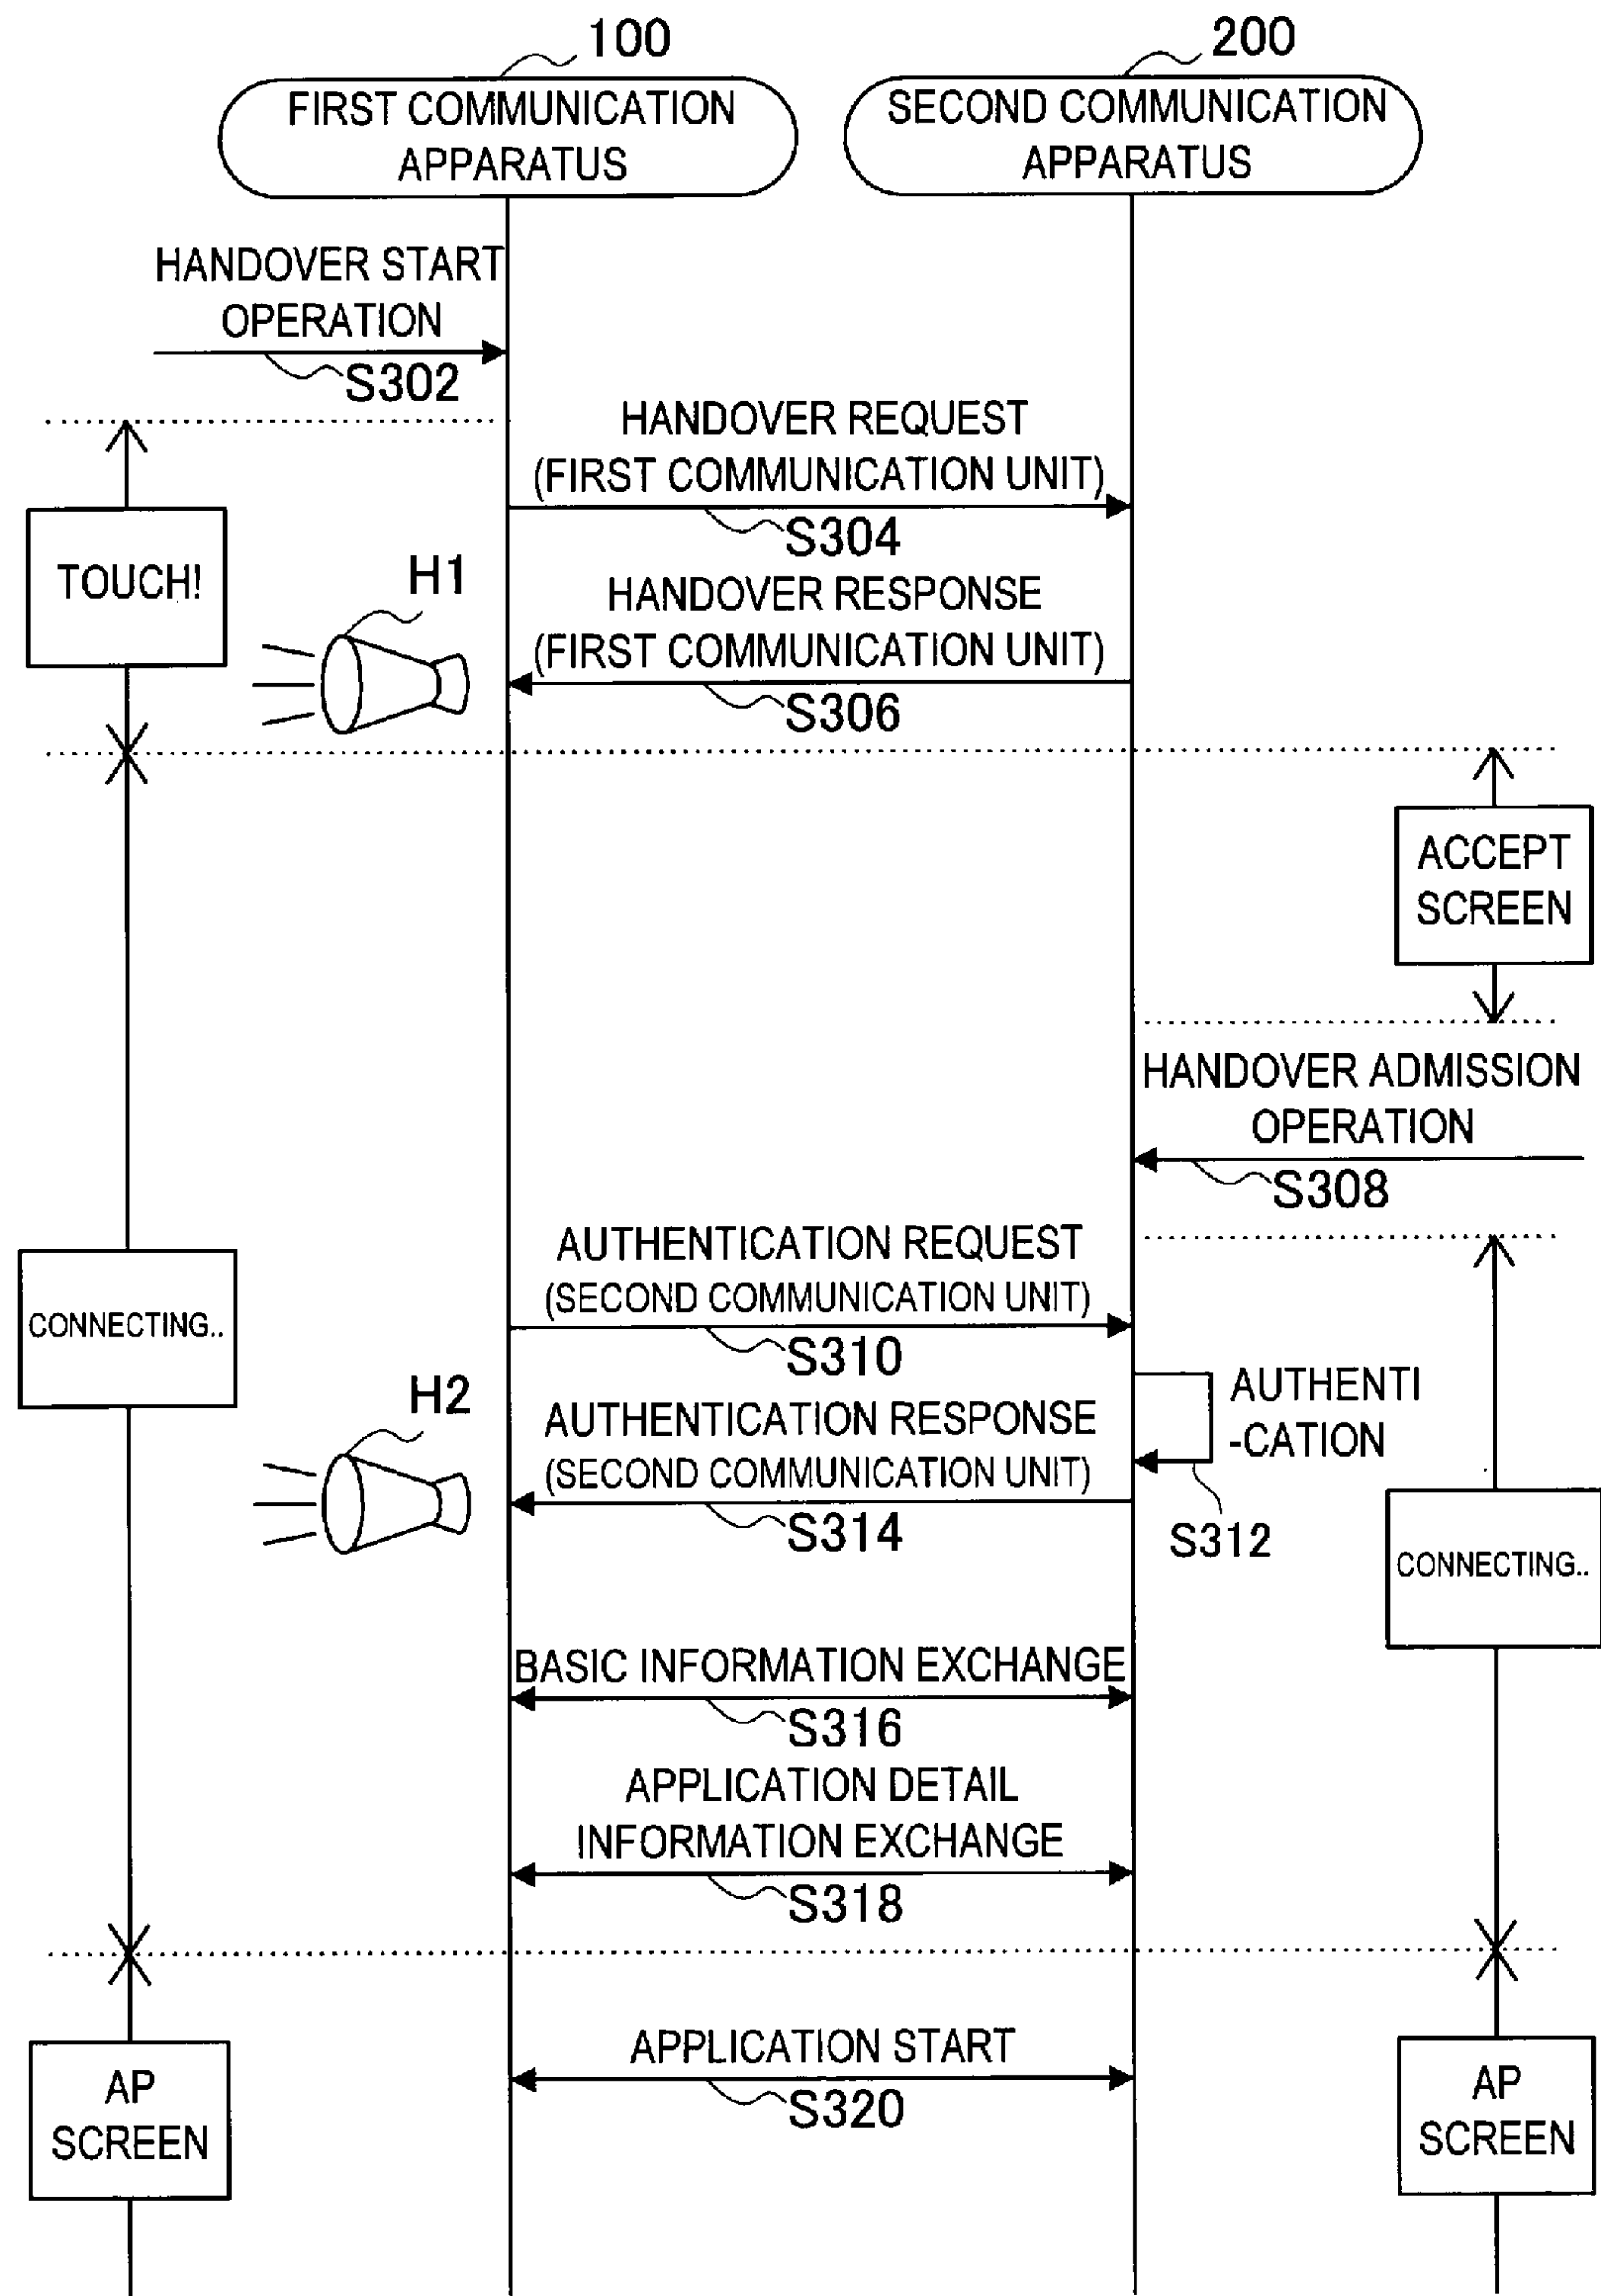 100
200
FIRST COMMUNICATION
APPARATUS
SECOND COMMUNICATION
APPARATUS
HANDOVER START
OPERATION
S302
HANDOVER REQUEST
(FIRST COMMUNICATION UNIT)
S304
TOUCH!
H1
HANDOVER RESPONSE
(FIRST COMMUNICATION UNIT)
S306
ACCEPT
SCREEN
HANDOVER ADMISSION
OPERATION
S308
AUTHENTICATION REQUEST
(SECOND COMMUNICATION UNIT)
S310
CONNECTING..
H2
AUTHENTI
-CATION
S312
AUTHENTICATION RESPONSE
(SECOND COMMUNICATION UNIT)
S314
CONNECTING..
BASIC INFORMATION EXCHANGE
S316
APPLICATION DETAIL
INFORMATION EXCHANGE
S318
APPLICATION START
S320
AP
SCREEN
AP
SCREEN